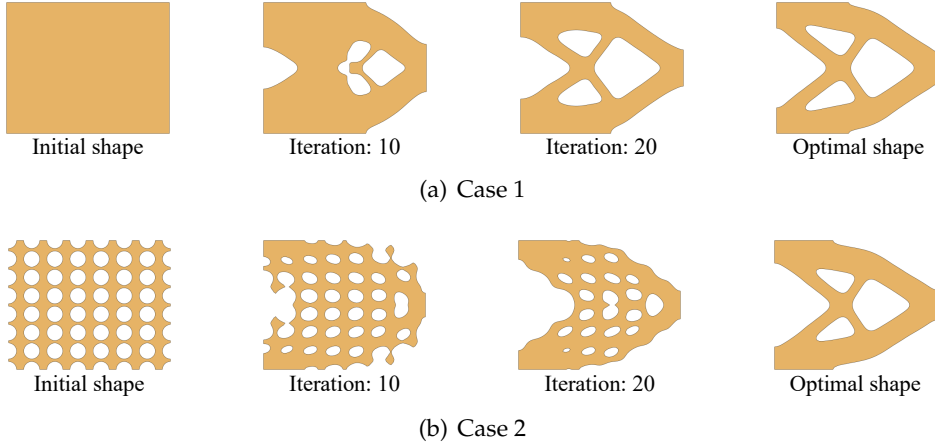 Initial shape Iteration: 10 Iteration: 20 Optimal shape
(a) Case 1
Initial shape Iteration: 10 Iteration: 20 Optimal shape
(b) Case 2